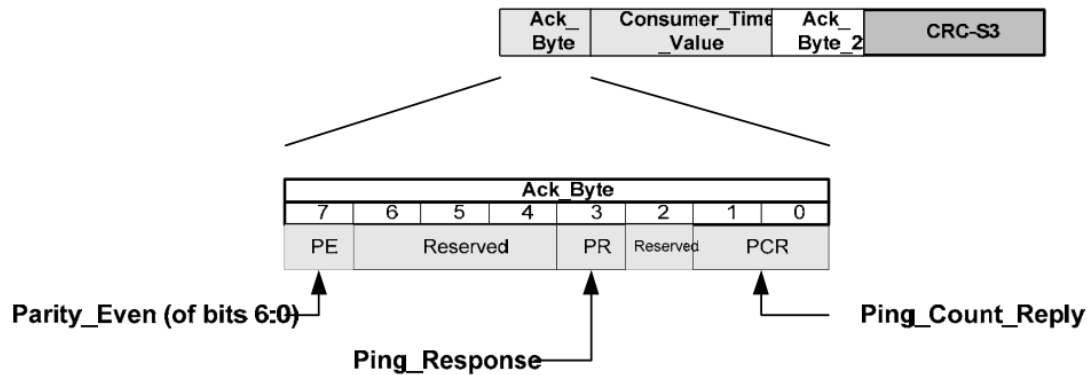 Ack_ Byte
Consumer_Time _Value
Ack_ Byte_2
CRC-S3
Ack_Byte
7 6 5 4 3 2 1 0
PE Reserved PR Reserved PCR
Parity_Even (of bits 6:0)
Ping_Count_Reply
Ping_Response